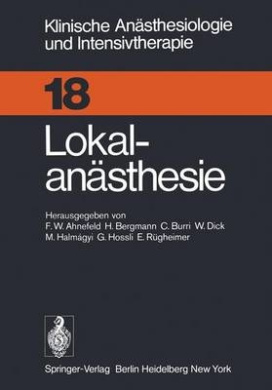 Klinische Anästhesiologie
und Intensivtherapie
18
Lokal-
anästhesie
Herausgegeben von
F. W. Ahnefeld H. Bergmann C. Burri W. Dick
M. Halmágyi G. Hossli E. Rügheimer
Springer-Verlag Berlin Heidelberg New York